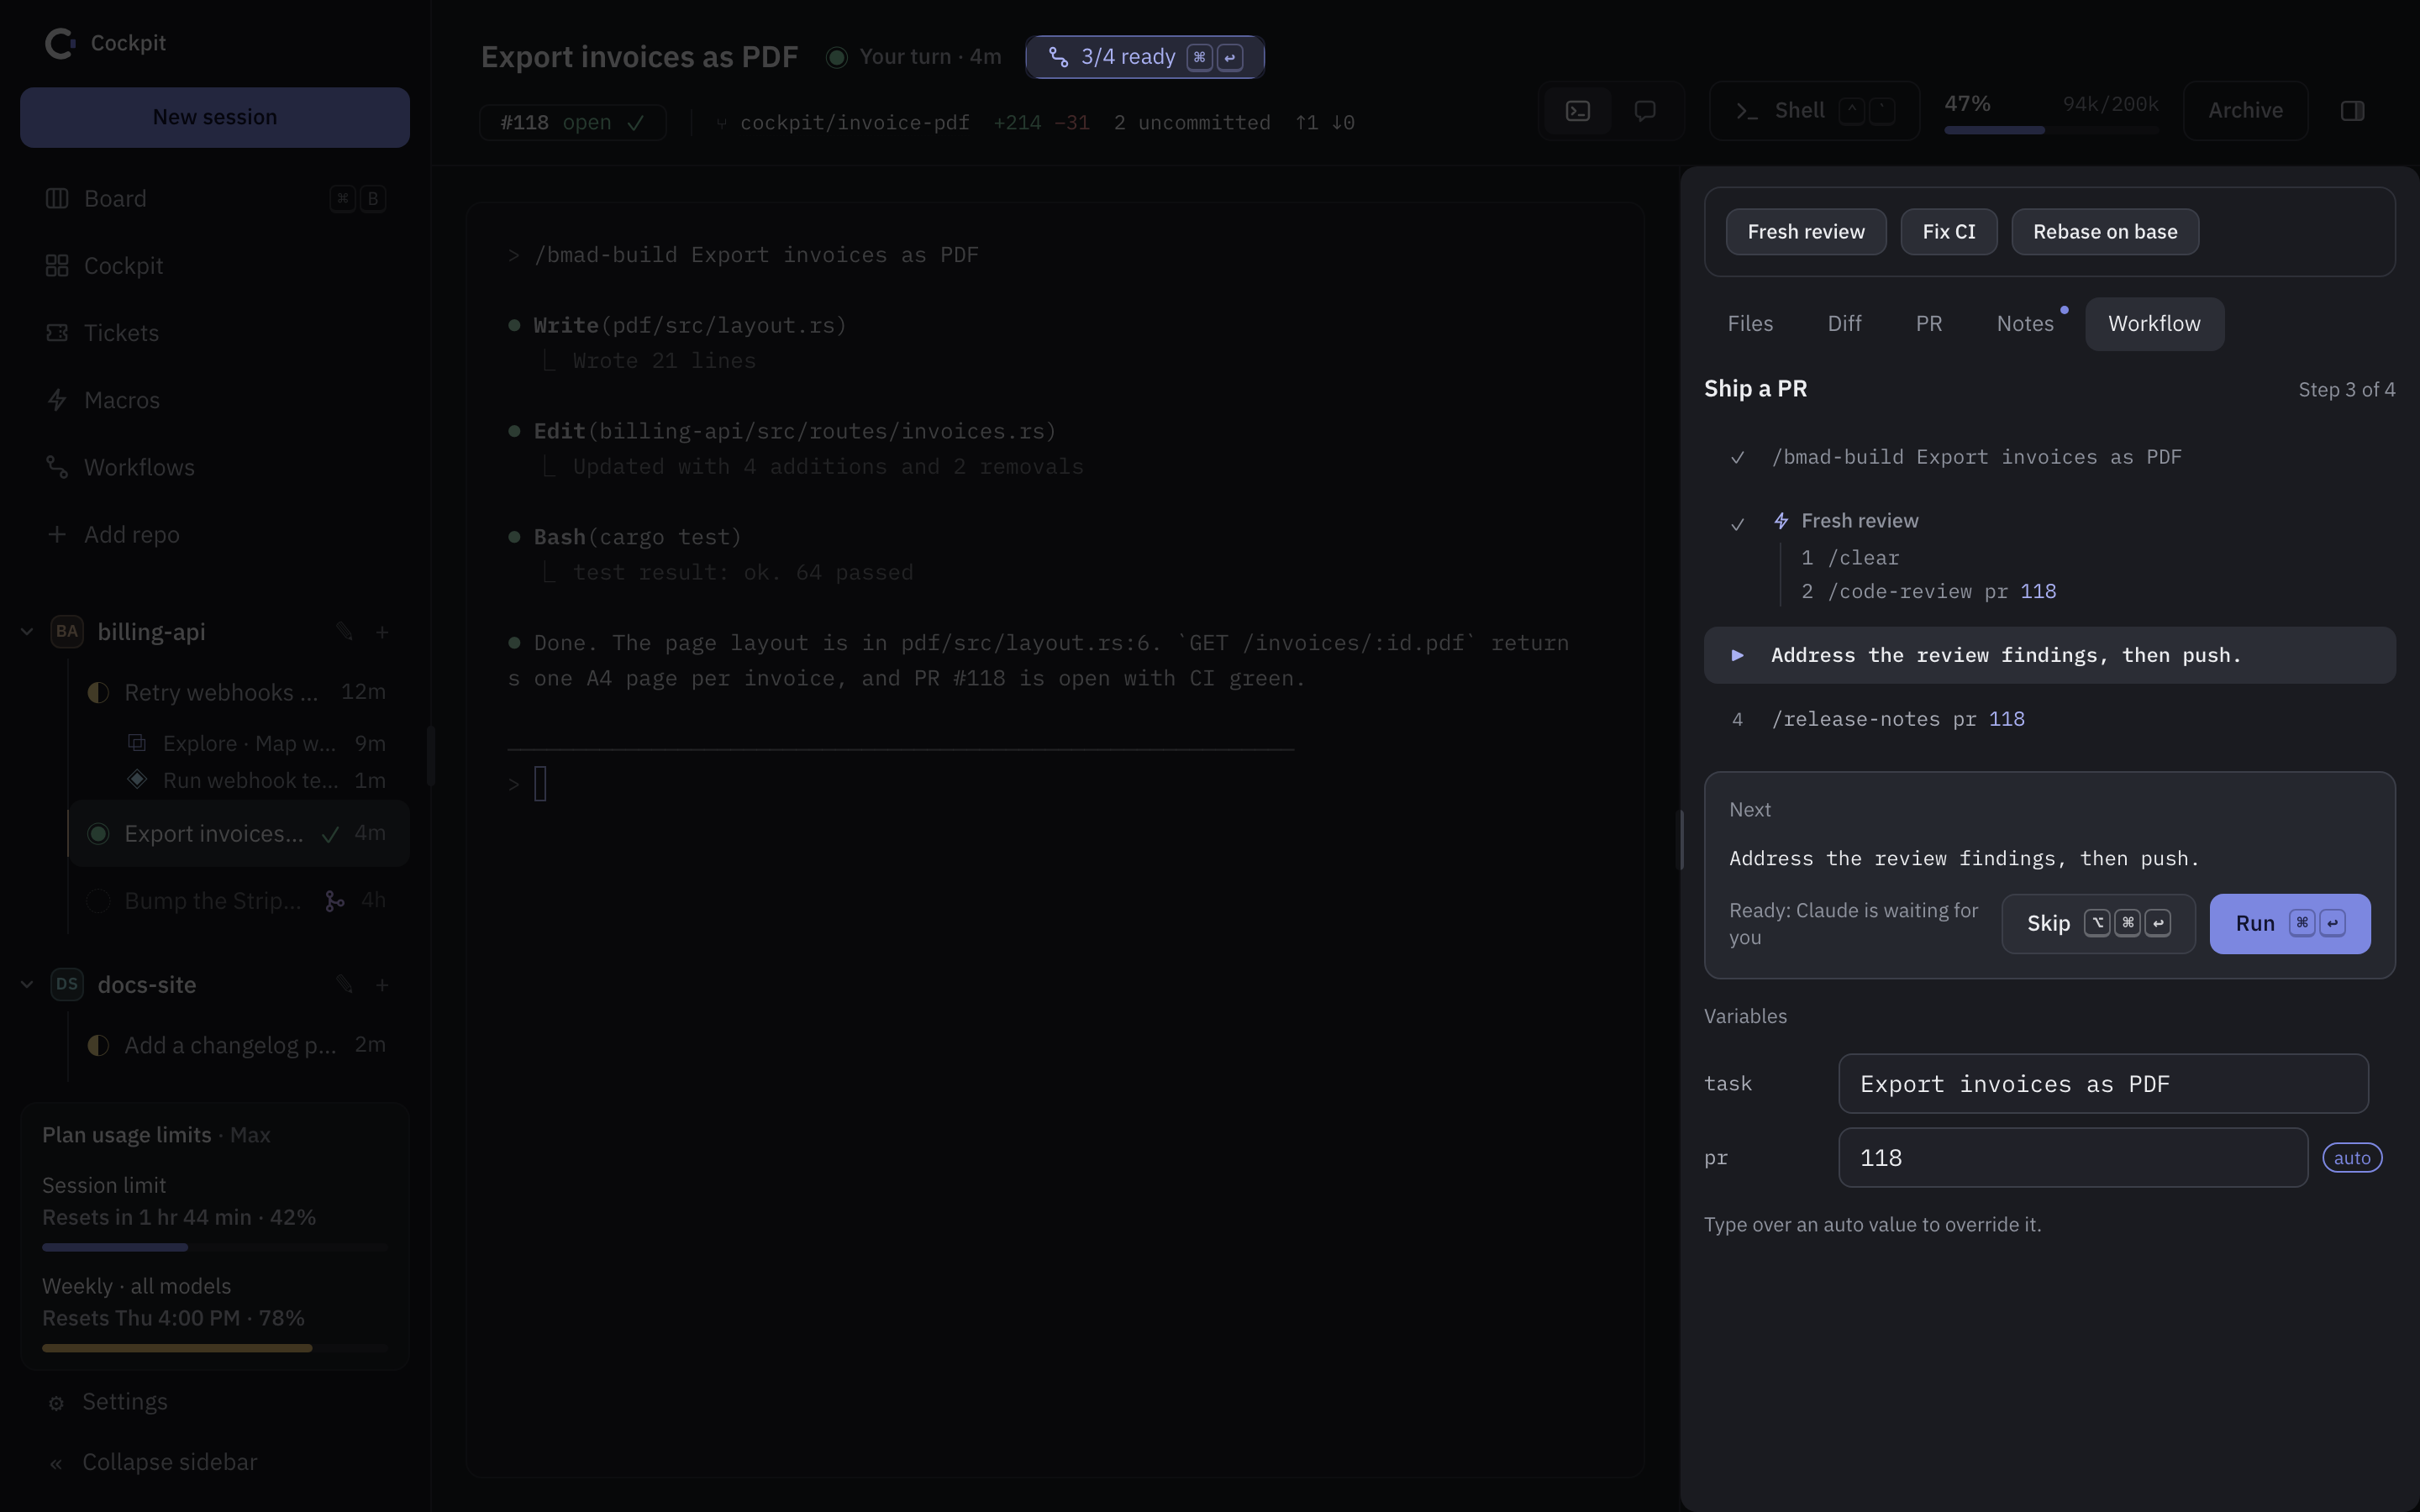 Cockpit
New session
Board ⌘ B
Cockpit
Tickets
Macros
Workflows
Add repo
BA billing-api
Retry webhooks ... 12m
Explore · Map w... 9m
Run webhook te... 1m
Export invoices... 4m
Bump the Strip... 4h
DS docs-site
Add a changelog p... 2m
Plan usage limits · Max
Session limit
Resets in 1 hr 44 min · 42%
Weekly · all models
Resets Thu 4:00 PM · 78%
Settings
« Collapse sidebar
Export invoices as PDF Your turn · 4m 3/4 ready ⌘ ↩
#118 open ✓ cockpit/invoice-pdf +214 −31 2 uncommitted ↑1 ↓0
Shell ^ '
47% 94k/200k
Archive
> /bmad-build Export invoices as PDF
● Write(pdf/src/layout.rs)
⎿ Wrote 21 lines
● Edit(billing-api/src/routes/invoices.rs)
⎿ Updated with 4 additions and 2 removals
● Bash(cargo test)
⎿ test result: ok. 64 passed
● Done. The page layout is in pdf/src/layout.rs:6. `GET /invoices/:id.pdf` return
s one A4 page per invoice, and PR #118 is open with CI green.
>
Fresh review Fix CI Rebase on base
Files Diff PR Notes Workflow
Ship a PR Step 3 of 4
✓ /bmad-build Export invoices as PDF
✓ Fresh review
1 /clear
2 /code-review pr 118
▶ Address the review findings, then push.
4 /release-notes pr 118
Next
Address the review findings, then push.
Ready: Claude is waiting for
you
Skip ⌥ ⌘ ↩ Run ⌘ ↩
Variables
task Export invoices as PDF
pr 118 auto
Type over an auto value to override it.